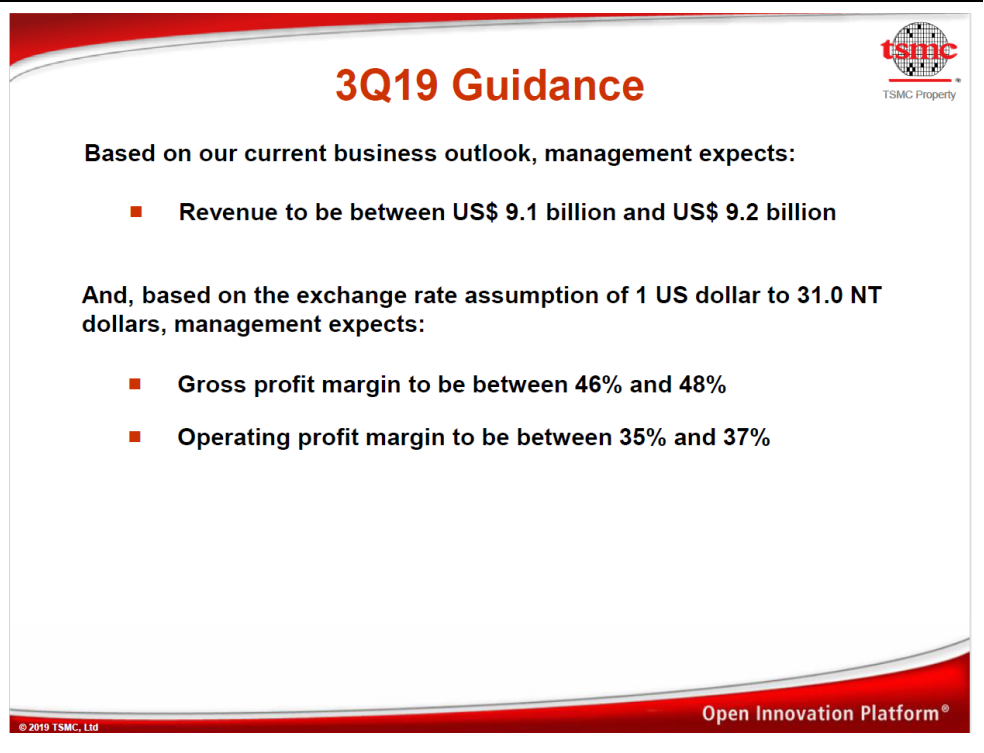 tsmc
®
TSMC Property
3Q19 Guidance
Based on our current business outlook, management expects:
■ Revenue to be between US$ 9.1 billion and US$ 9.2 billion
And, based on the exchange rate assumption of 1 US dollar to 31.0 NT
dollars, management expects:
■ Gross profit margin to be between 46% and 48%
■ Operating profit margin to be between 35% and 37%
Open Innovation Platform®
© 2019 TSMC, Ltd